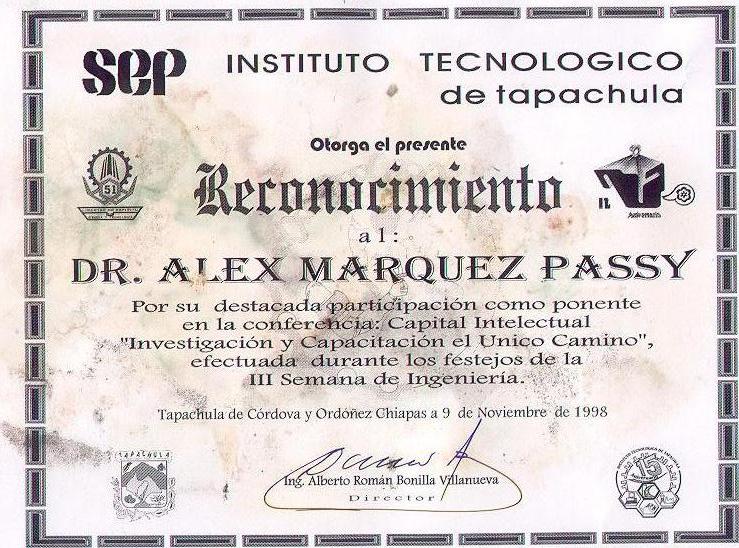 SEP INSTITUTO TECNOLOGICO
de tapachula
Otorga el presente
Reconocimiento
al:
DR. ALEX MARQUEZ PASSY
Por su destacada participación como ponente
en la conferencia: Capital Intelectual
"Investigación y Capacitación el Unico Camino",
efectuada durante los festejos de la
III Semana de Ingeniería.
Tapachula de Córdova y Ordóñez Chiapas a 9 de Noviembre de 1998
Ing. Alberto Román Bonilla Villanueva
Director
51
TAPACHULA
15